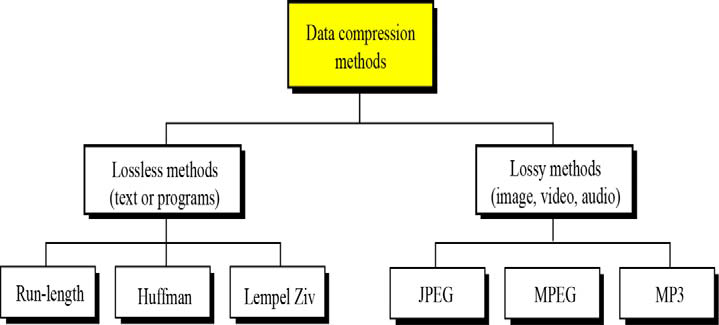 Data compression
methods
Lossless methods
(text or programs)
Lossy methods
(image, video, audio)
Run-length
Huffman
Lempel Ziv
JPEG
MPEG
MP3